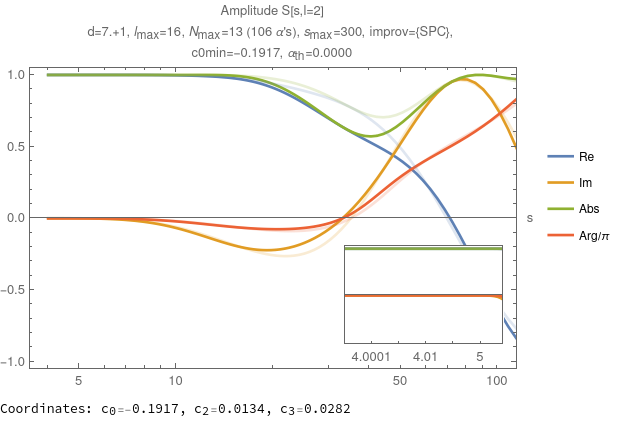 Amplitude S[s,l=2]
d=7.+1, lmax=16, Nmax=13 (106 α's), smax=300, improv={SPC},
c0min=-0.1917, αth=0.0000
1.0
0.5
0.0
-0.5
-1.0
s
Re
Im
Abs
Arg/π
4.0001 4.01 5
5 10 50 100
Coordinates: c0=-0.1917, c2=0.0134, c3=0.0282